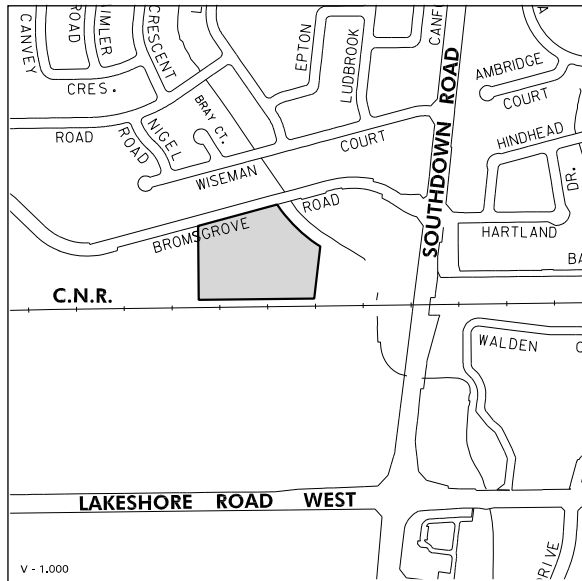 CANVEY
ROAD
IMLER
CRESCENT
CRES.
ROAD
ROAD
NIGEL
BRAY CT.
WISEMAN
COURT
EPTON
LUDBROOK
CANF
SOUTHDOWN ROAD
AMBRIDGE
COURT
HINDHEAD
DR.
HARTLAND
BA
BROMSGROVE
ROAD
C.N.R.
WALDEN
C
LAKESHORE ROAD WEST
RIVE
V - 1.000